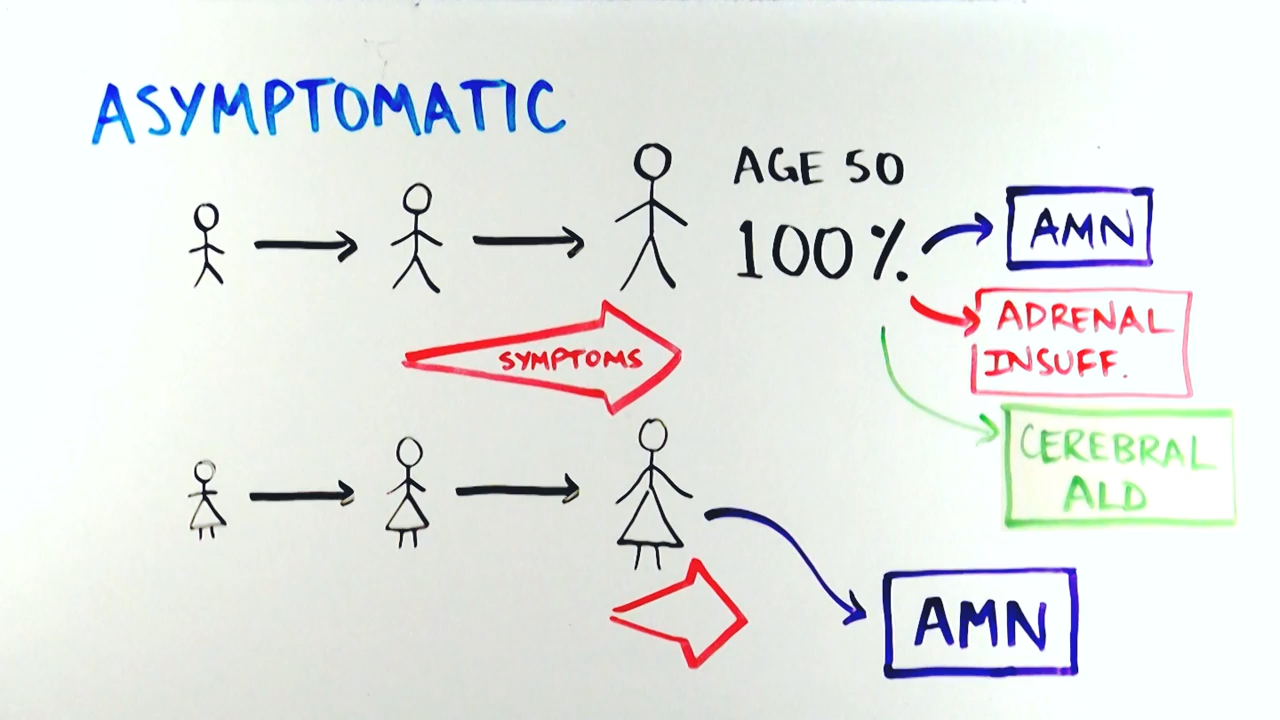 ASYMPTOMATIC
AGE 50
100%
AMN
ADRENAL
INSUFF.
SYMPTOMS
CEREBRAL
ALD
AMN